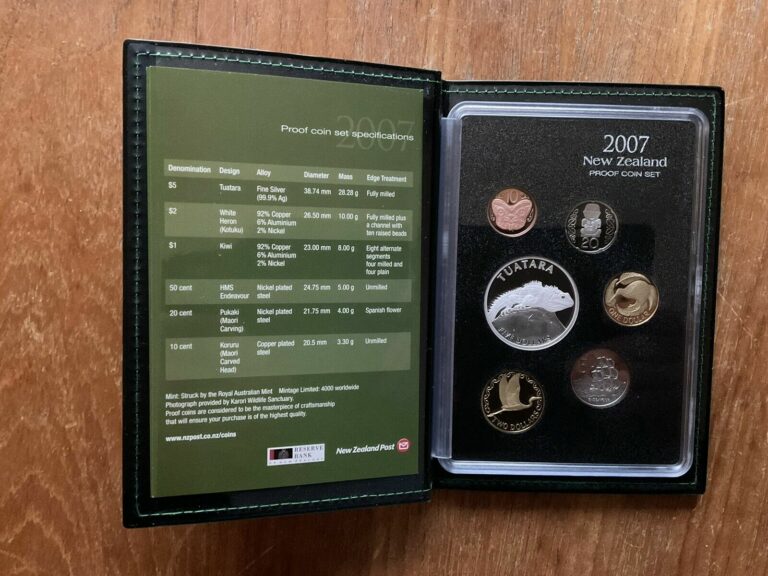 2007
Proof coin set specifications
Denomination Design Alloy Diameter Mass Edge Treatment
$5 Tuatara Fine Silver 38.74 mm 28.28 g Fully milled
(99.9% Ag)
$2 White 92% Copper 26.50 mm 10.00 g Fully milled plus
Heron 6% Aluminium a channel with
(Kotuku) 2% Nickel ten raised beads
$1 Kiwi 92% Copper 23.00 mm 8.00 g Eight alternate
6% Aluminium segments
2% Nickel four milled and
four plain
50 cent HMS Nickel plated 24.75 mm 5.00 g Unmilled
Endeavour steel
20 cent Pukaki Nickel plated 21.75 mm 4.00 g Spanish flower
(Maori steel
Carving)
10 cent Koruru Copper plated 20.5 mm 3.30 g Unmilled
(Maori steel
Carved
Head)
Mint: Struck by the Royal Australian Mint Mintage Limited: 4000 worldwide
Photograph provided by Karori Wildlife Sanctuary.
Proof coins are considered to be the masterpiece of craftsmanship
that will ensure your purchase is of the highest quality.
www.nzpost.co.nz/coins
RESERVE
BANK
OF NEW ZEALAND
New Zealand Post
2007
New Zealand
PROOF COIN SET
10
20
TUATARA
FIVE DOLLARS
ONE DOLLAR
TWO DOLLARS